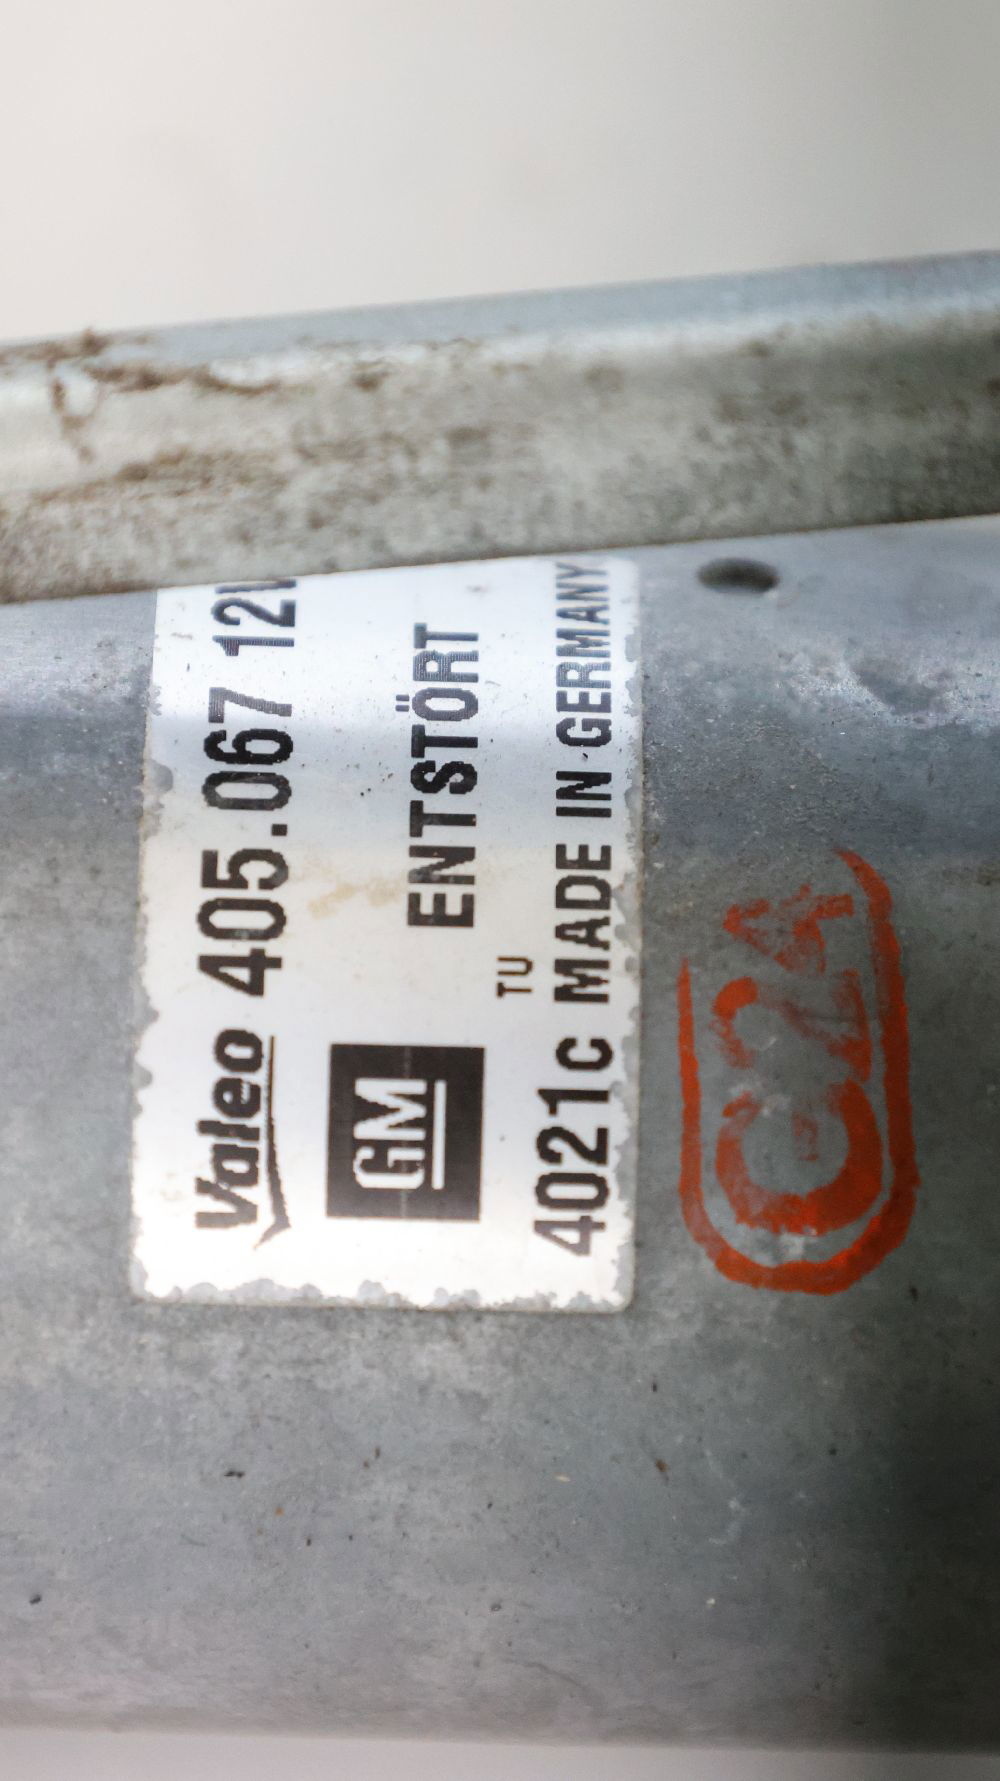 Valeo 405.067 12V
GM
ENTSTÖRT
TU
4021C MADE IN GERMANY
C24